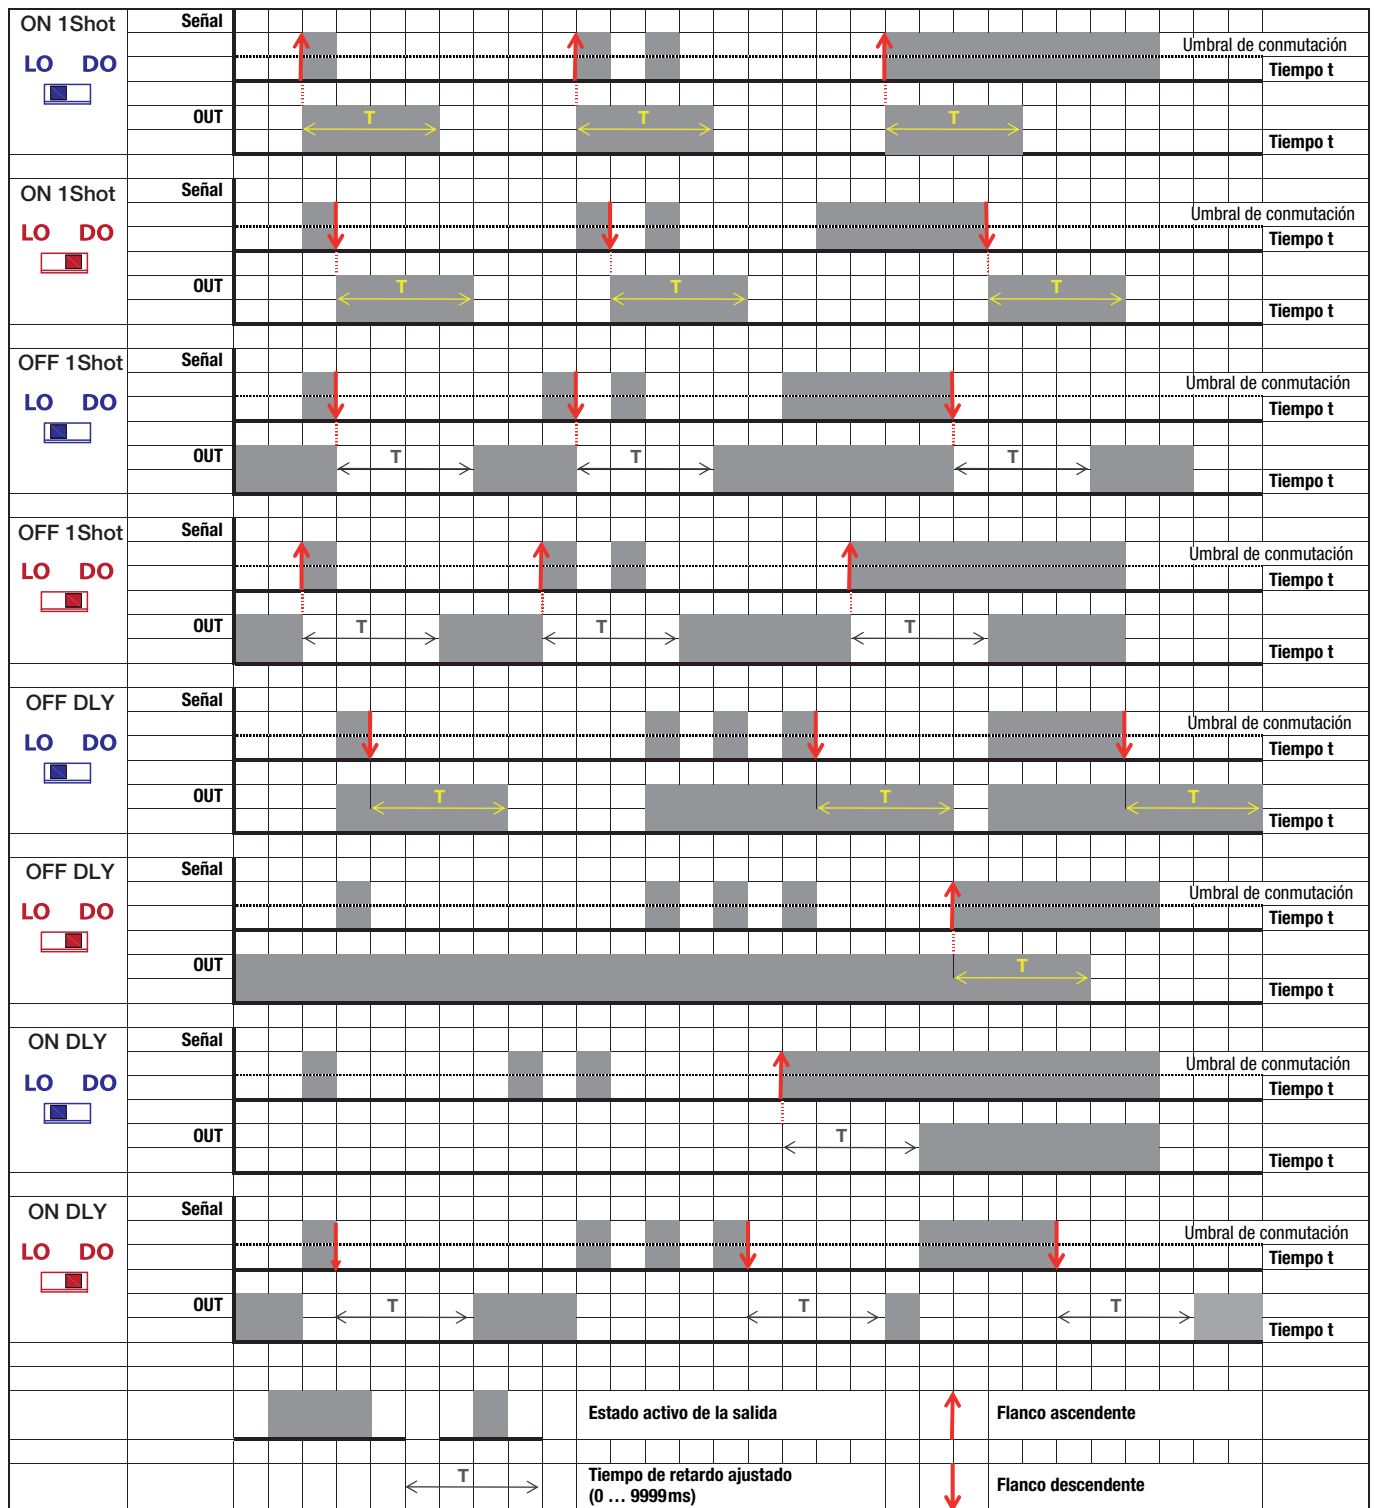 ON 1Shot
Señal
LO DO
Umbral de conmutación
Tiempo t
OUT
T T T
Tiempo t
ON 1Shot
Señal
LO DO
Umbral de conmutación
Tiempo t
OUT
T T T
Tiempo t
OFF 1Shot
Señal
LO DO
Umbral de conmutación
Tiempo t
OUT
T T T
Tiempo t
OFF 1Shot
Señal
LO DO
Umbral de conmutación
Tiempo t
OUT
T T T
Tiempo t
OFF DLY
Señal
LO DO
Umbral de conmutación
Tiempo t
OUT
T T T
Tiempo t
OFF DLY
Señal
LO DO
Umbral de conmutación
Tiempo t
OUT
T
Tiempo t
ON DLY
Señal
LO DO
Umbral de conmutación
Tiempo t
OUT
T
Tiempo t
ON DLY
Señal
LO DO
Umbral de conmutación
Tiempo t
OUT
T T T
Tiempo t
Estado activo de la salida
Flanco ascendente
T
Tiempo de retardo ajustado
(0 … 9999ms)
Flanco descendente